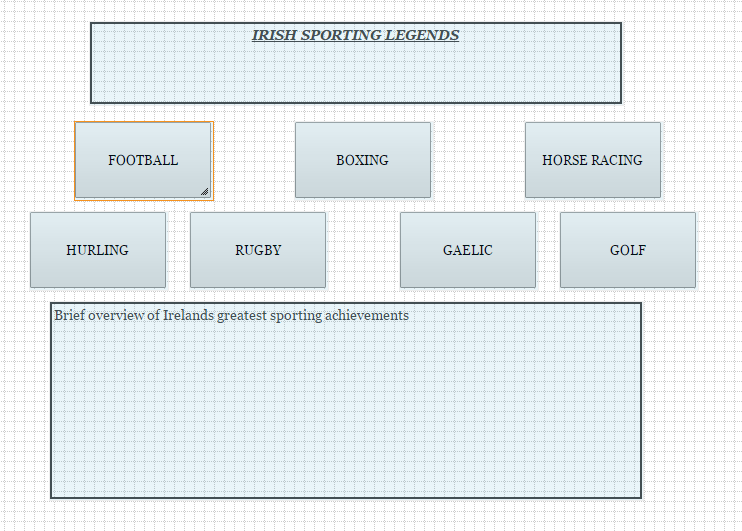 IRISH SPORTING LEGENDS
FOOTBALL
BOXING
HORSE RACING
HURLING
RUGBY
GAELIC
GOLF
Brief overview of Irelands greatest sporting achievements